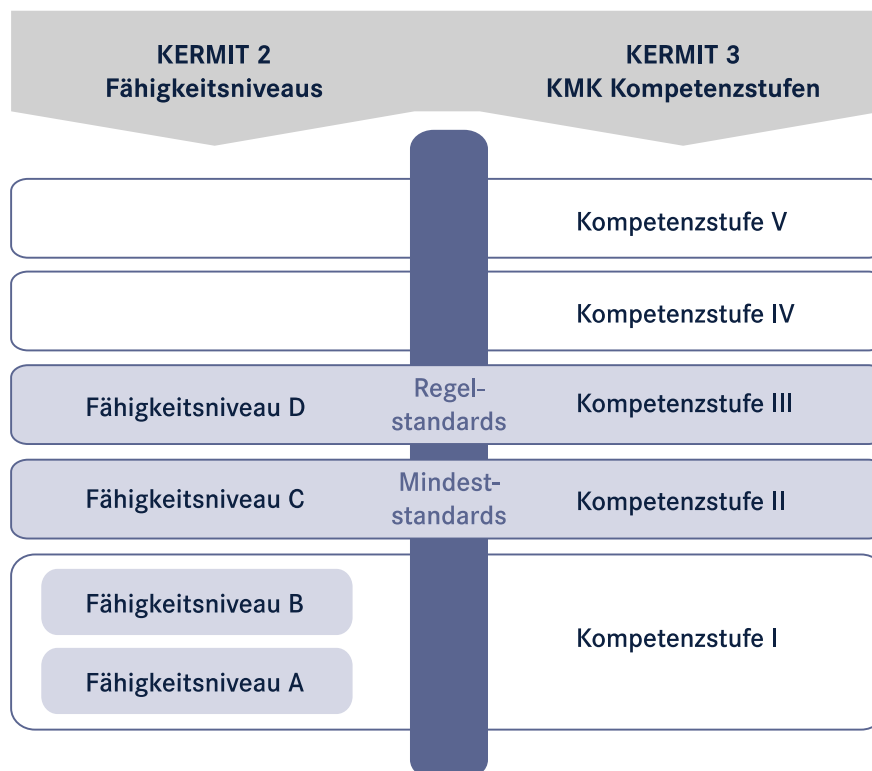 KERMIT 2
Fähigkeitsniveaus
KERMIT 3
KMK Kompetenzstufen
Kompetenzstufe V
Kompetenzstufe IV
Fähigkeitsniveau D
Regel-
standards
Kompetenzstufe III
Fähigkeitsniveau C
Mindest-
standards
Kompetenzstufe II
Fähigkeitsniveau B
Fähigkeitsniveau A
Kompetenzstufe I